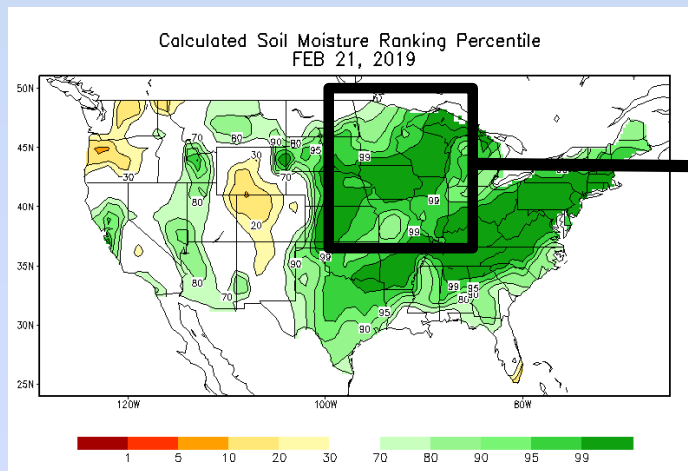 Calculated Soil Moisture Ranking Percentile
FEB 21, 2019
50N
45N
40N
35N
30N
25N
120W 100W 80W
70 80 90 80 95 99
30 30 70
80 20 99 99
90 99
80 70
99 95 80 90
95
90
1 5 10 20 30 70 80 90 95 99